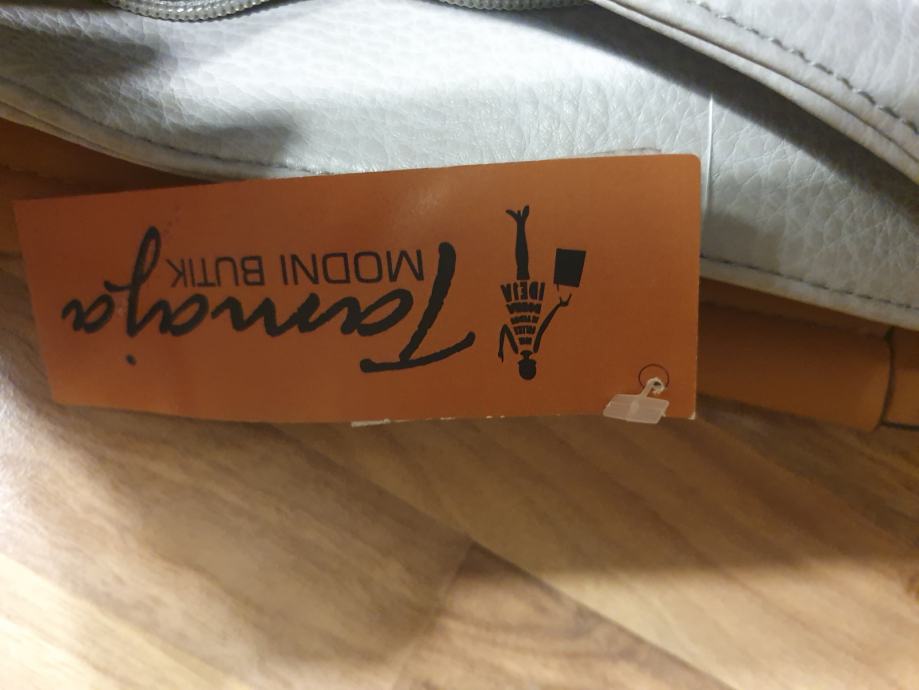 Tamaja
MODNI BUTIK
IDEJA